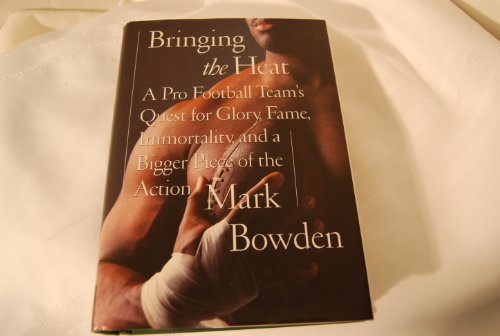 Bringing
the Heat
A Pro Football Team's
Quest for Glory, Fame,
Immortality, and a
Bigger Piece of the
Action
Mark
Bowden